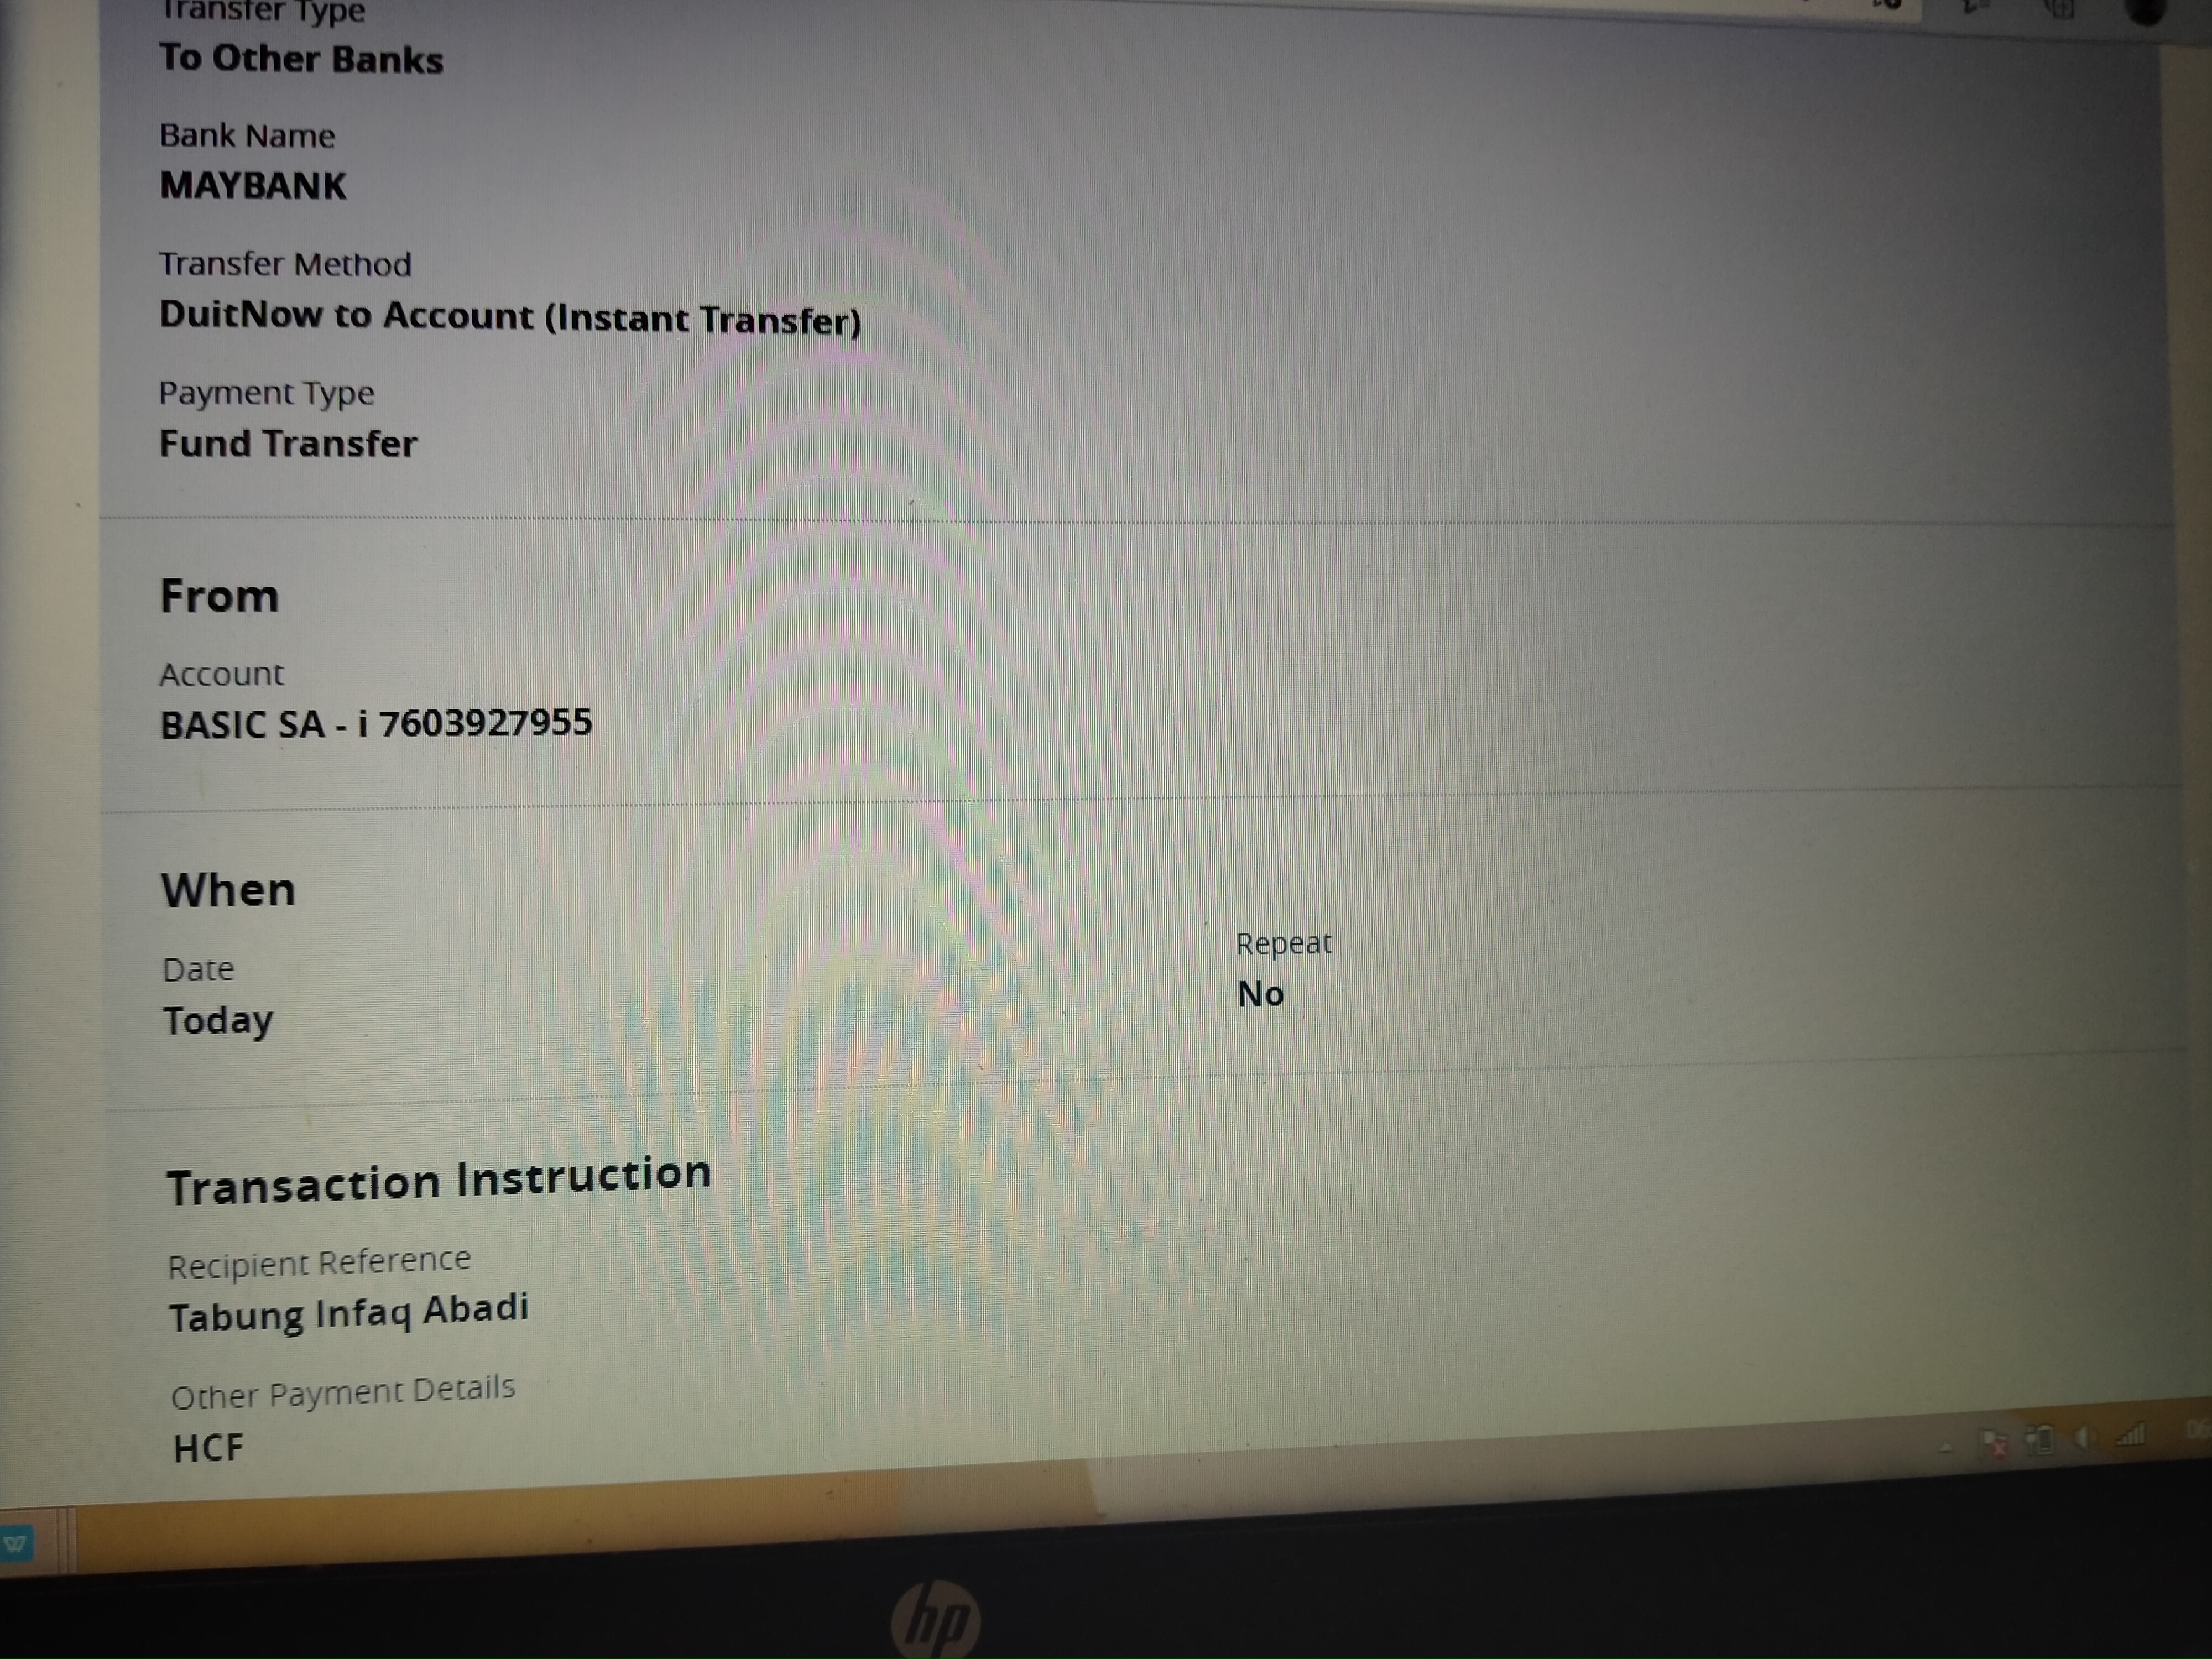 Transfer Type
To Other Banks
Bank Name
MAYBANK
Transfer Method
DuitNow to Account (Instant Transfer)
Payment Type
Fund Transfer
From
Account
BASIC SA - i 7603927955
When
Date
Today
Repeat
No
Transaction Instruction
Recipient Reference
Tabung Infaq Abadi
Other Payment Details
HCF
06
hp